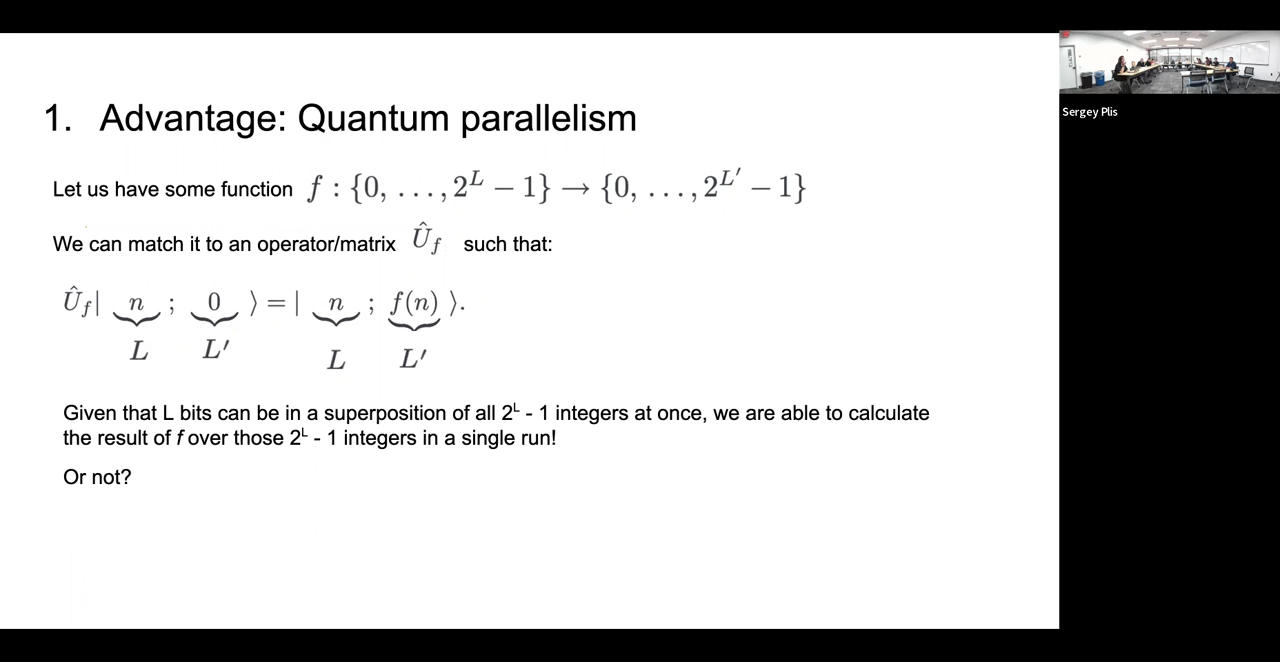 1. Advantage: Quantum parallelism
Let us have some function f : {0, …, 2^L − 1} → {0, …, 2^{L′} − 1}
We can match it to an operator/matrix Û_f such that:
Û_f| n ; 0 ⟩ = | n ; f(n) ⟩.
L L′ L L′
Given that L bits can be in a superposition of all 2^L - 1 integers at once, we are able to calculate
the result of f over those 2^L - 1 integers in a single run!
Or not?
Sergey Plis